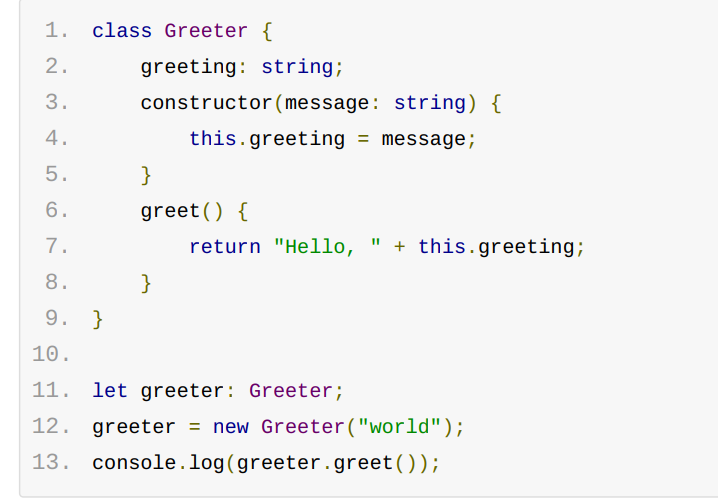 1. class Greeter {
2.     greeting: string;
3.     constructor(message: string) {
4.         this.greeting = message;
5.     }
6.     greet() {
7.         return "Hello, " + this.greeting;
8.     }
9. }
10.
11. let greeter: Greeter;
12. greeter = new Greeter("world");
13. console.log(greeter.greet());